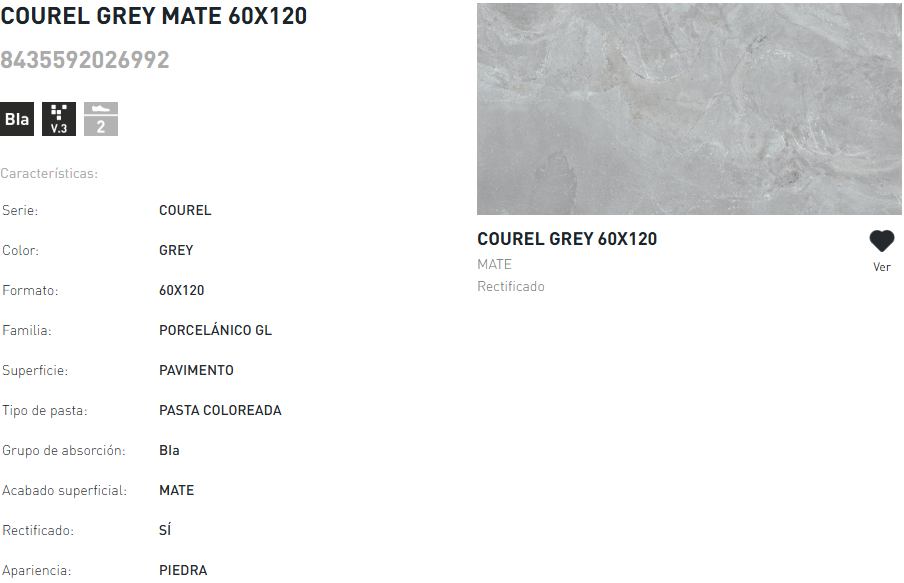 COUREL GREY MATE 60X120
8435592026992
BIa
V.3
2
Características:
Serie: COUREL
Color: GREY
Formato: 60X120
Familia: PORCELÁNICO GL
Superficie: PAVIMENTO
Tipo de pasta: PASTA COLOREADA
Grupo de absorción: BIa
Acabado superficial: MATE
Rectificado: SÍ
Apariencia: PIEDRA
COUREL GREY 60X120
MATE
Rectificado
Ver